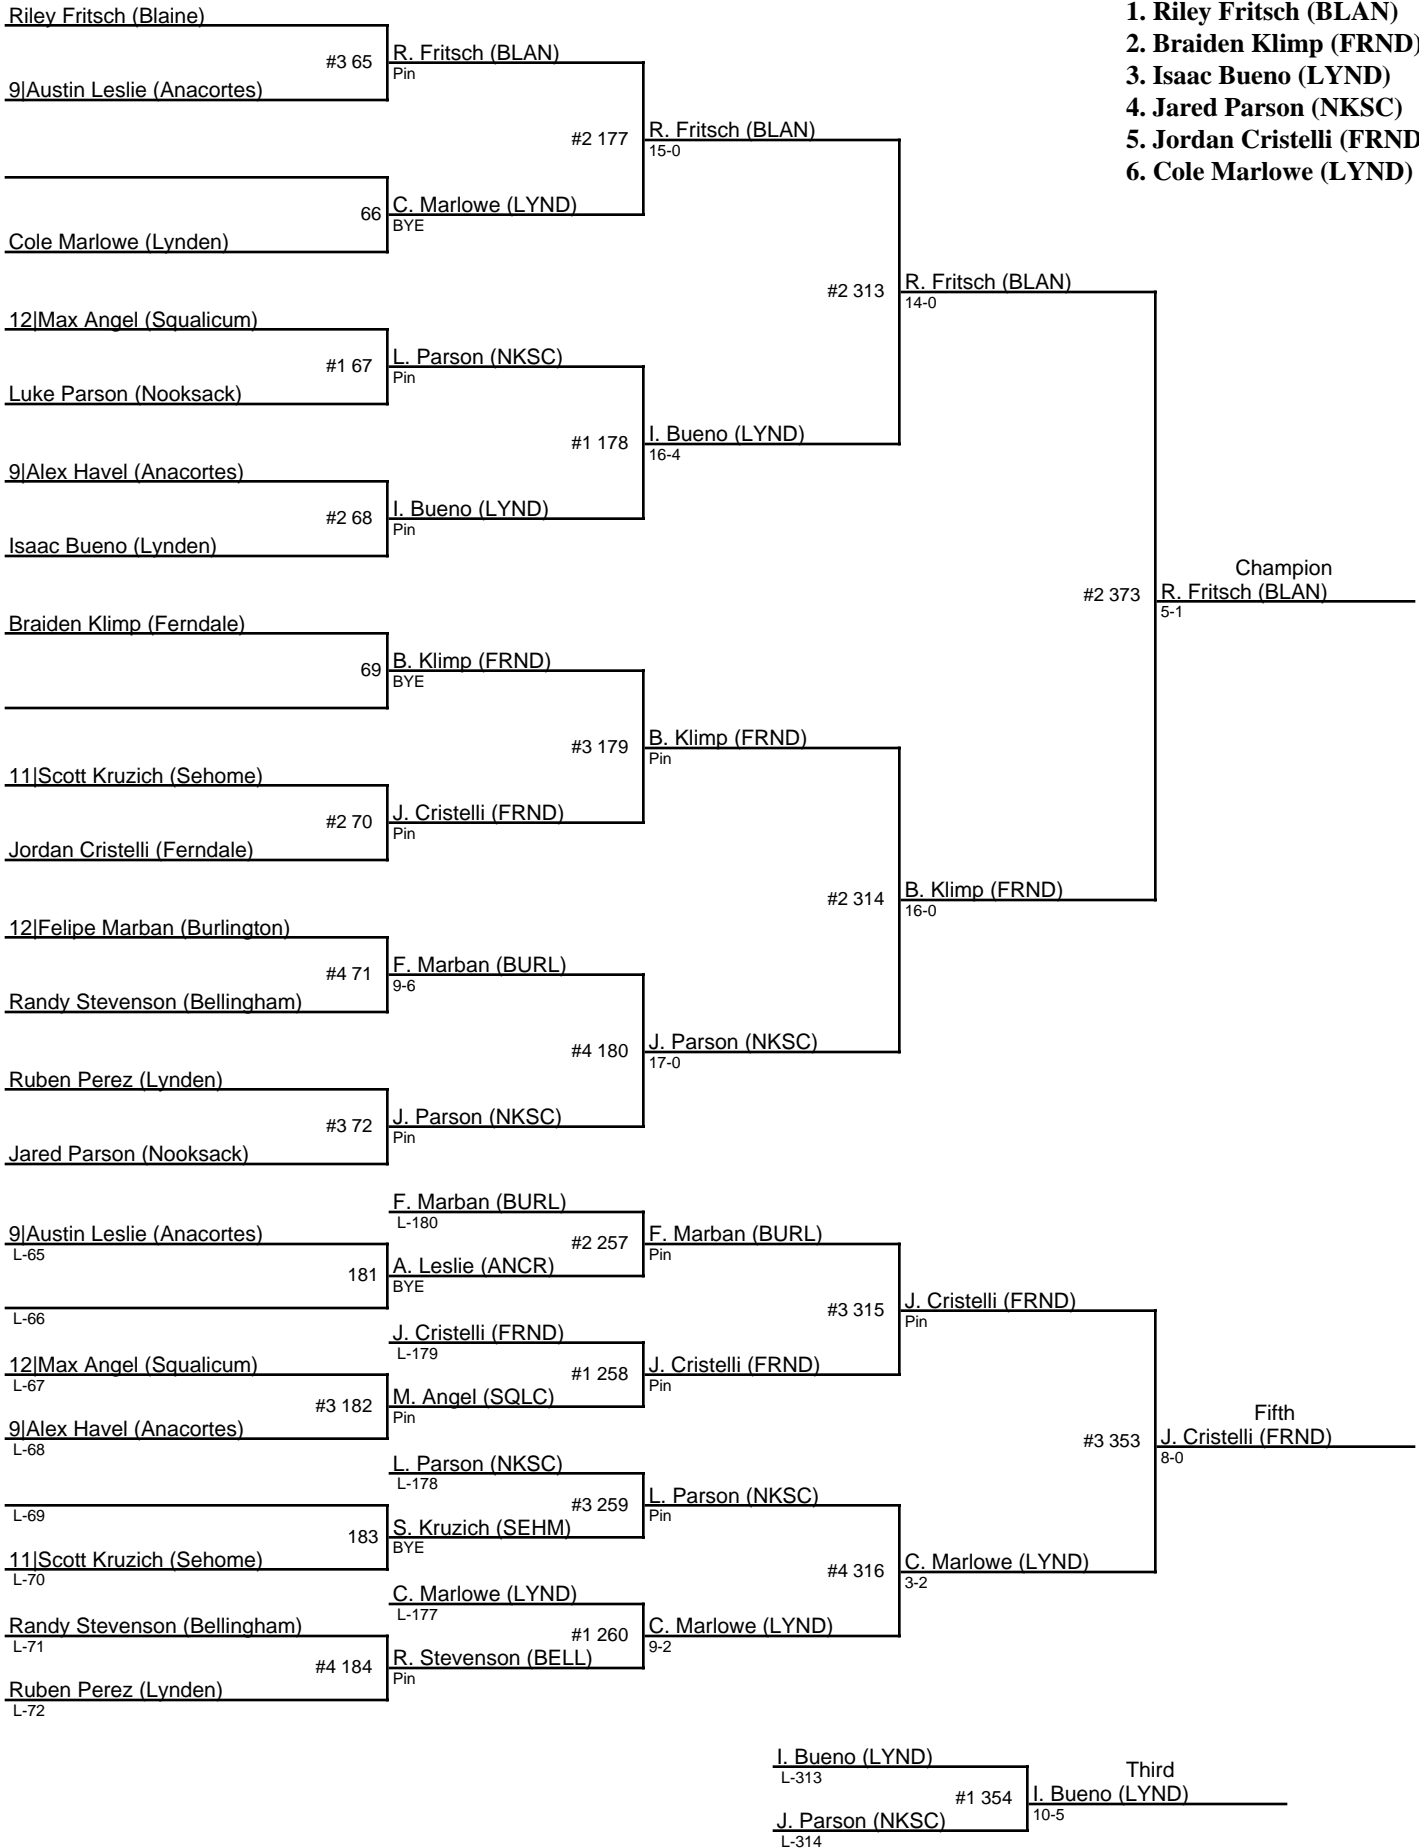 Riley Fritsch (Blaine)
#3 65
R. Fritsch (BLAN)
Pin
9|Austin Leslie (Anacortes)
#2 177
R. Fritsch (BLAN)
15-0
66
C. Marlowe (LYND)
BYE
Cole Marlowe (Lynden)
#2 313
R. Fritsch (BLAN)
14-0
12|Max Angel (Squalicum)
#1 67
L. Parson (NKSC)
Pin
Luke Parson (Nooksack)
#1 178
I. Bueno (LYND)
16-4
9|Alex Havel (Anacortes)
#2 68
I. Bueno (LYND)
Pin
Isaac Bueno (Lynden)
Champion
#2 373
R. Fritsch (BLAN)
5-1
Braiden Klimp (Ferndale)
69
B. Klimp (FRND)
BYE
#3 179
B. Klimp (FRND)
Pin
11|Scott Kruzich (Sehome)
#2 70
J. Cristelli (FRND)
Pin
Jordan Cristelli (Ferndale)
#2 314
B. Klimp (FRND)
16-0
12|Felipe Marban (Burlington)
#4 71
F. Marban (BURL)
9-6
Randy Stevenson (Bellingham)
#4 180
J. Parson (NKSC)
17-0
Ruben Perez (Lynden)
#3 72
J. Parson (NKSC)
Pin
Jared Parson (Nooksack)
F. Marban (BURL)
L-180
9|Austin Leslie (Anacortes)
L-65
#2 257
F. Marban (BURL)
Pin
181
A. Leslie (ANCR)
BYE
L-66
#3 315
J. Cristelli (FRND)
Pin
J. Cristelli (FRND)
L-179
12|Max Angel (Squalicum)
L-67
#1 258
J. Cristelli (FRND)
Pin
#3 182
M. Angel (SQLC)
Pin
9|Alex Havel (Anacortes)
L-68
Fifth
#3 353
J. Cristelli (FRND)
8-0
L. Parson (NKSC)
L-178
L-69
#3 259
L. Parson (NKSC)
Pin
183
S. Kruzich (SEHM)
BYE
11|Scott Kruzich (Sehome)
L-70
#4 316
C. Marlowe (LYND)
3-2
C. Marlowe (LYND)
L-177
Randy Stevenson (Bellingham)
L-71
#1 260
C. Marlowe (LYND)
9-2
#4 184
R. Stevenson (BELL)
Pin
Ruben Perez (Lynden)
L-72
I. Bueno (LYND)
L-313
Third
#1 354
I. Bueno (LYND)
10-5
J. Parson (NKSC)
L-314
1. Riley Fritsch (BLAN)
2. Braiden Klimp (FRND)
3. Isaac Bueno (LYND)
4. Jared Parson (NKSC)
5. Jordan Cristelli (FRND
6. Cole Marlowe (LYND)